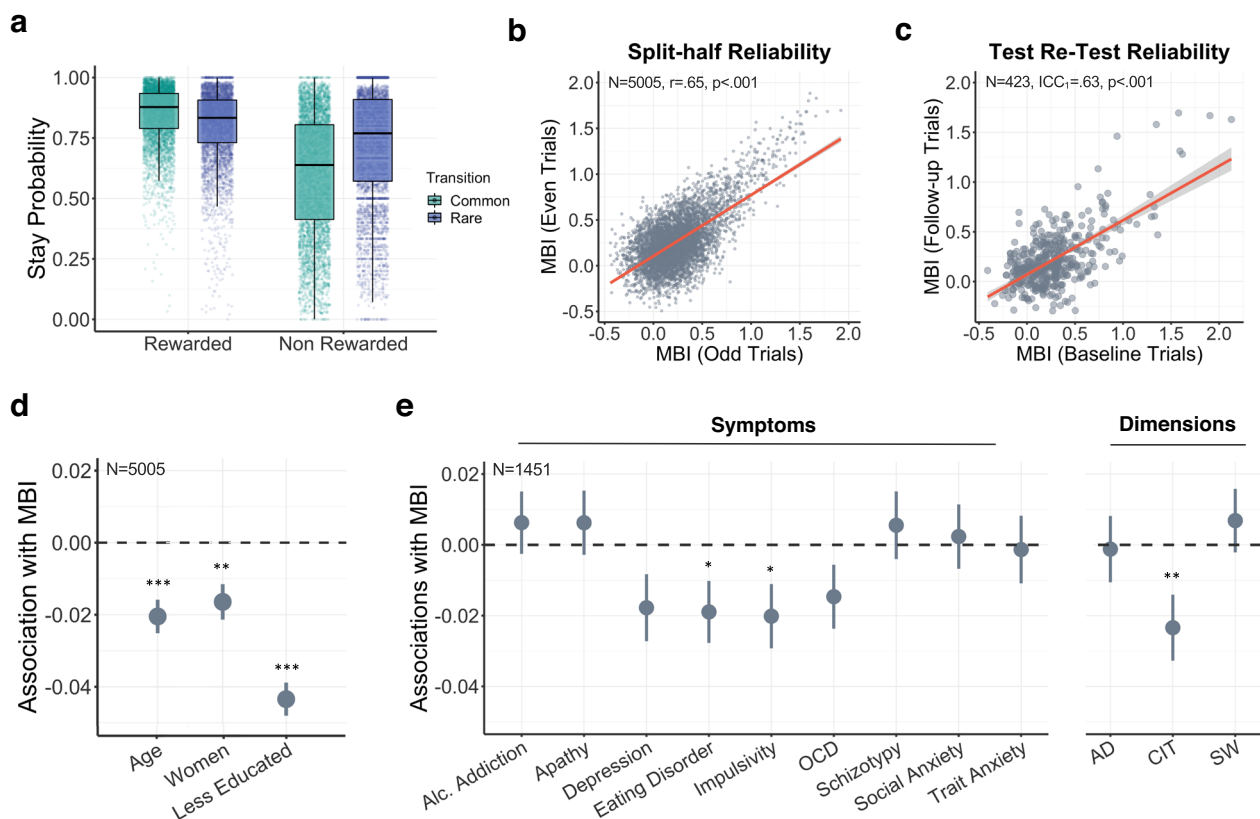 a
Stay Probability
1.00
0.75
0.50
0.25
0.00
Rewarded
Non Rewarded
Transition
Common
Rare
b
Split-half Reliability
N=5005, r=.65, p<.001
MBI (Even Trials)
2.0
1.5
1.0
0.5
0.0
-0.5
-0.5 0.0 0.5 1.0 1.5 2.0
MBI (Odd Trials)
c
Test Re-Test Reliability
N=423, ICC₁=.63, p<.001
MBI (Follow-up Trials)
2.0
1.5
1.0
0.5
0.0
-0.5 0.0 0.5 1.0 1.5 2.0
MBI (Baseline Trials)
d
N=5005
Association with MBI
0.02
0.00
-0.02
-0.04
***
**
***
Age
Women
Less Educated
e
Symptoms
Dimensions
N=1451
Associations with MBI
0.02
0.00
-0.02
-0.04
*
*
**
Alc. Addiction
Apathy
Depression
Eating Disorder
Impulsivity
OCD
Schizotypy
Social Anxiety
Trait Anxiety
AD
CIT
SW